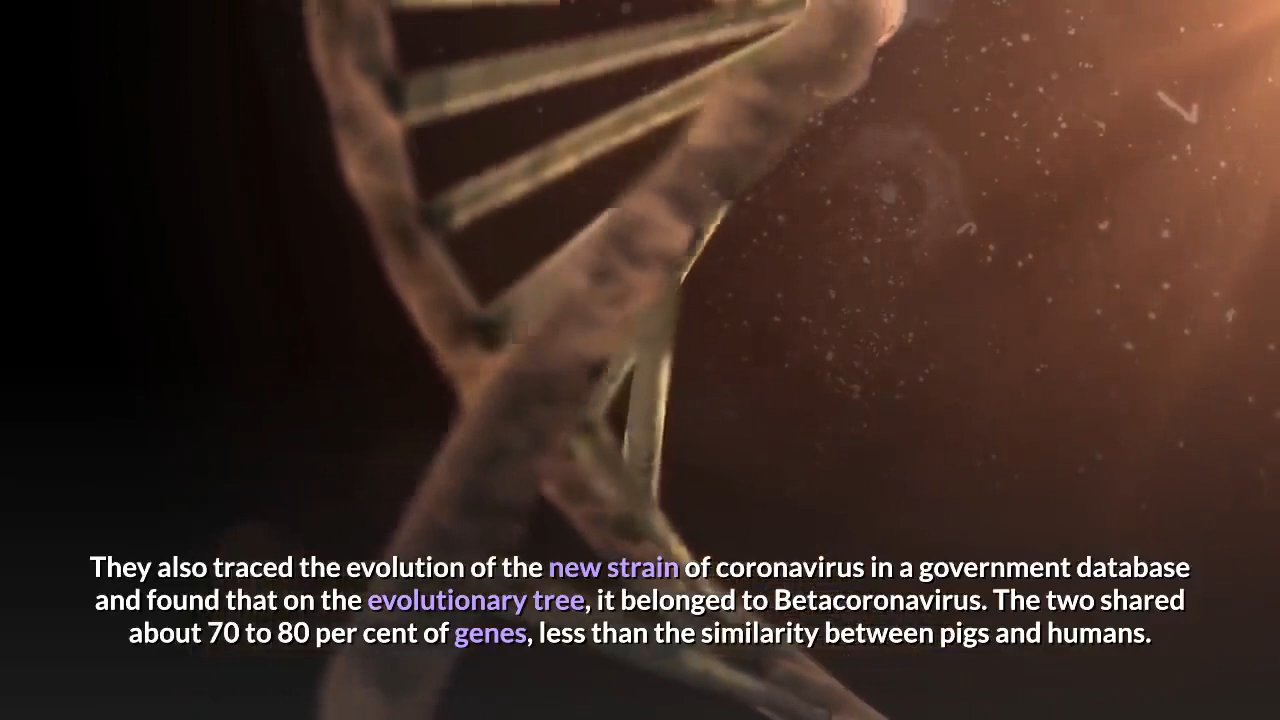 They also traced the evolution of the new strain of coronavirus in a government database
and found that on the evolutionary tree, it belonged to Betacoronavirus. The two shared
about 70 to 80 per cent of genes, less than the similarity between pigs and humans.